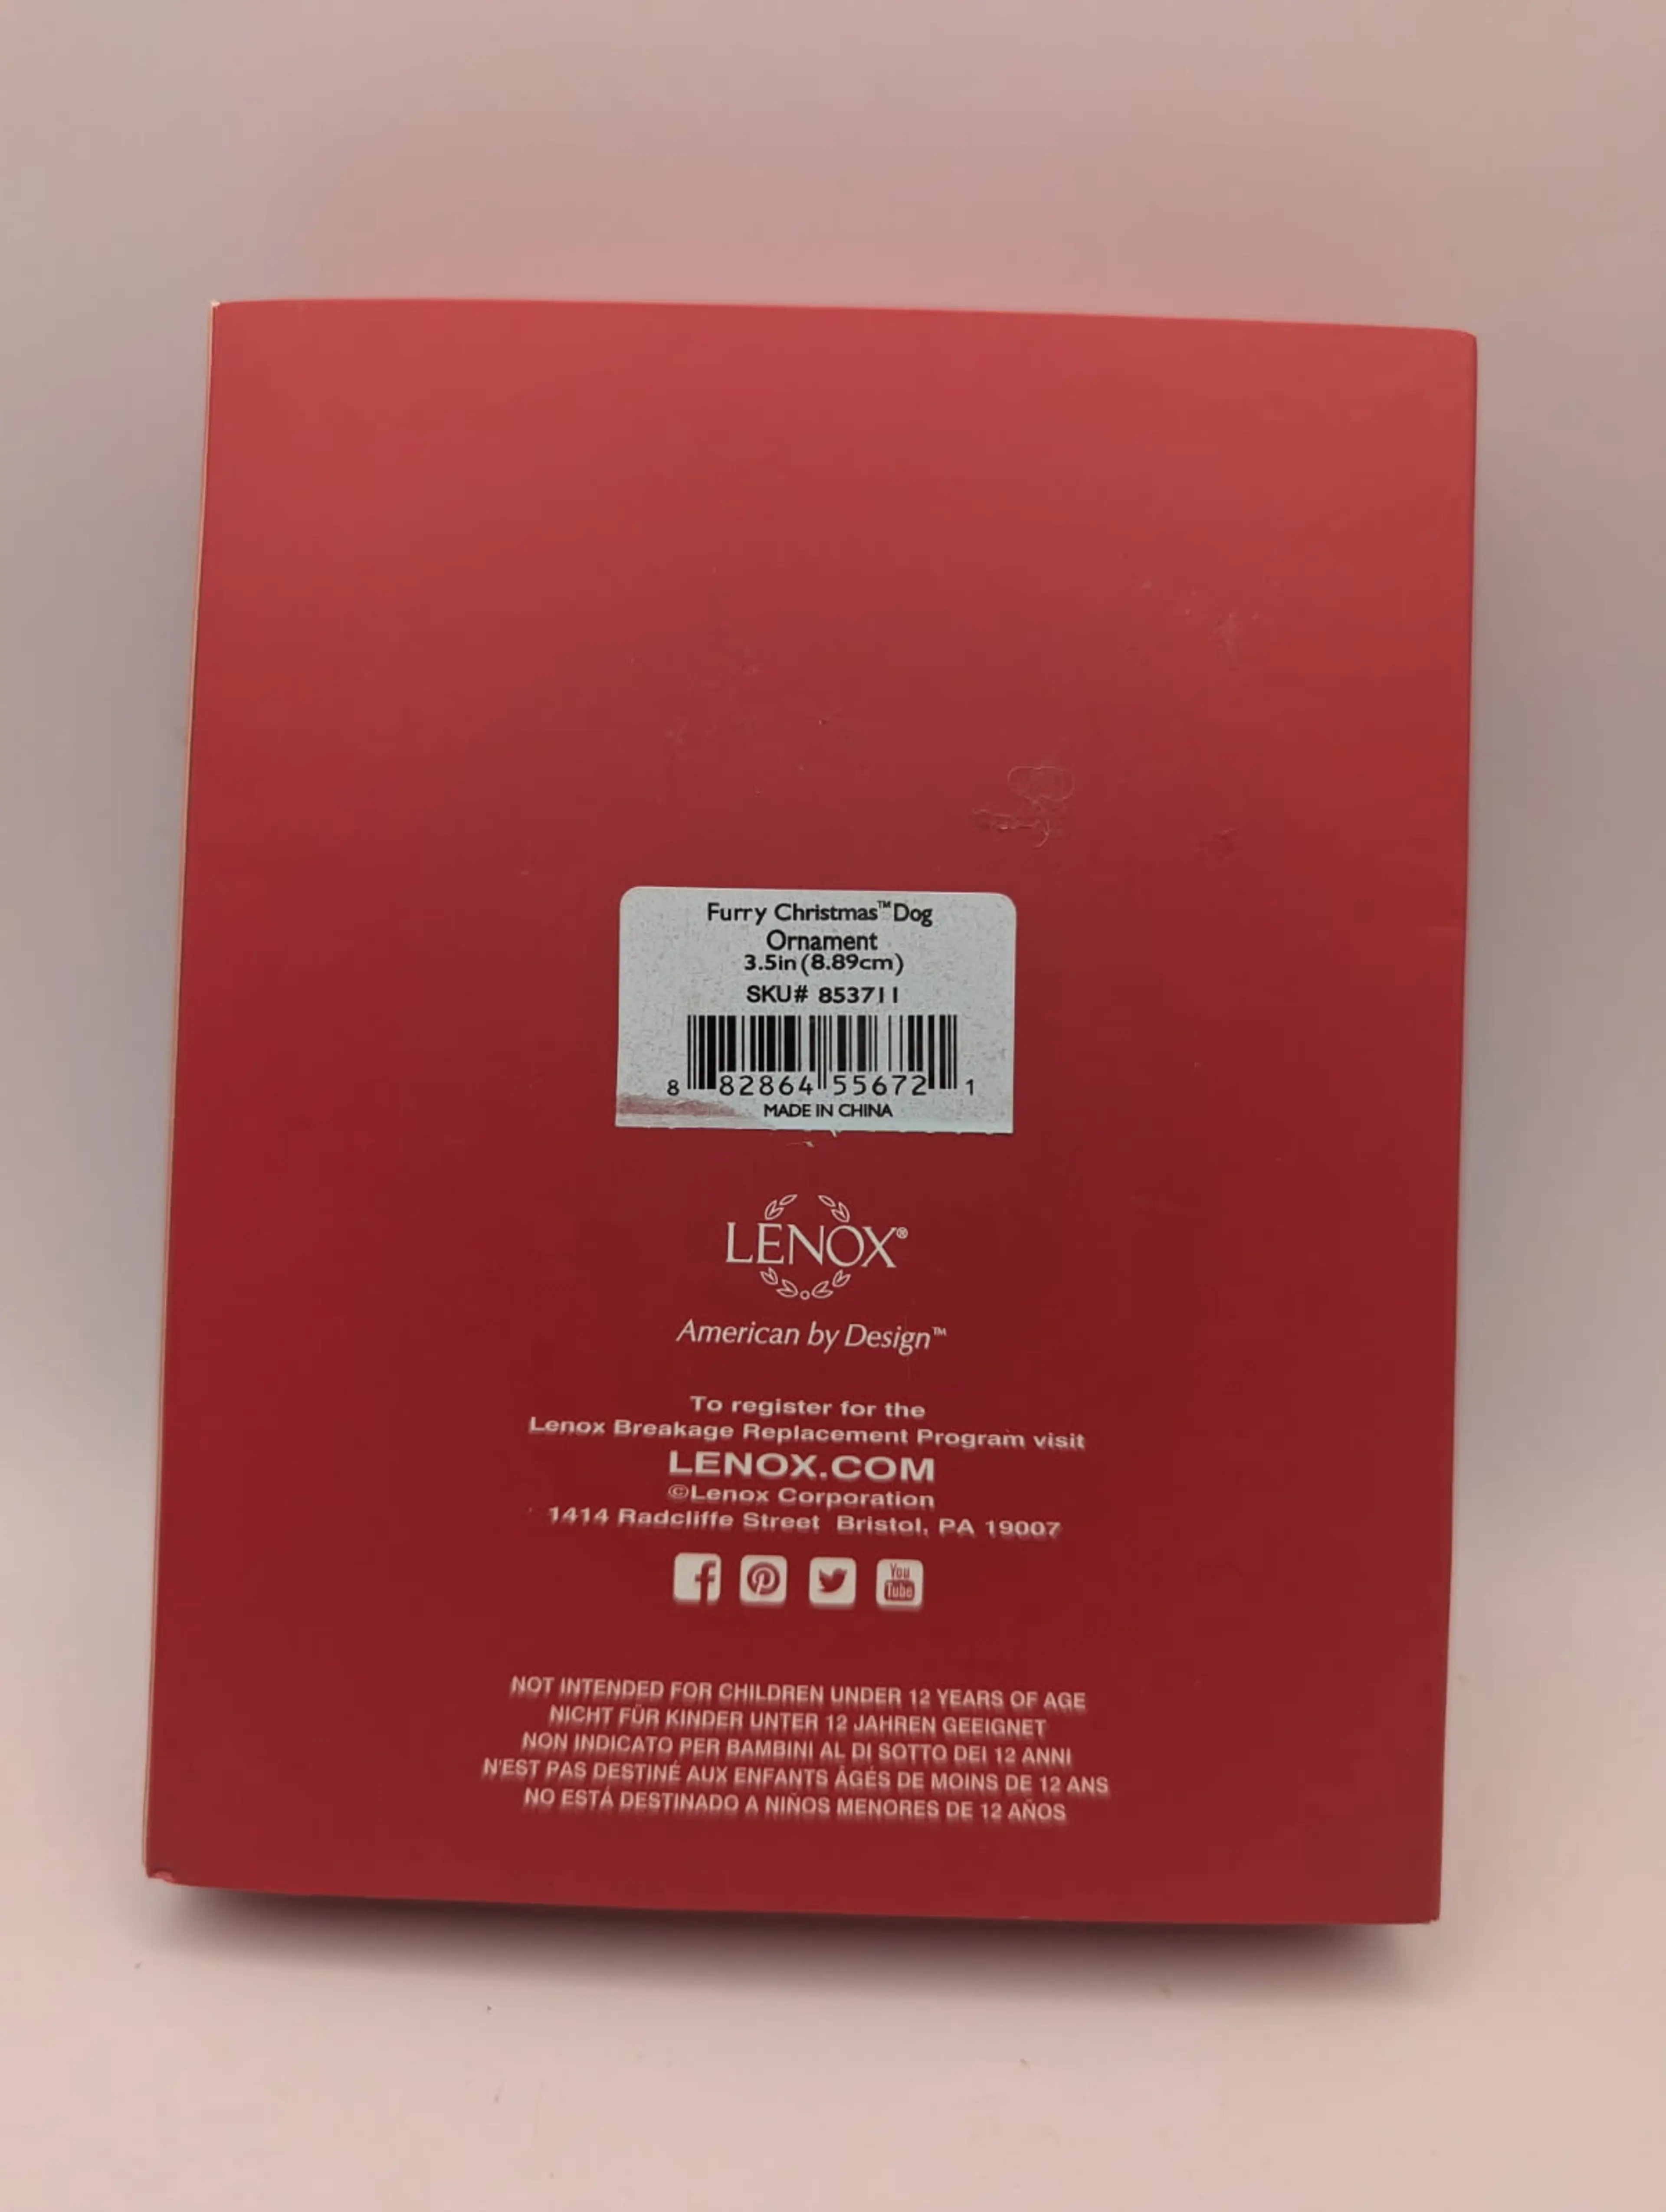 Furry Christmas™ Dog
Ornament
3.5in (8.89cm)
SKU# 853711
8 82864 55672 1
MADE IN CHINA
LENOX®
American by Design™
To register for the
Lenox Breakage Replacement Program visit
LENOX.COM
©Lenox Corporation
1414 Radcliffe Street Bristol, PA 19007
You
Tube
NOT INTENDED FOR CHILDREN UNDER 12 YEARS OF AGE
NICHT FÜR KINDER UNTER 12 JAHREN GEEIGNET
NON INDICATO PER BAMBINI AL DI SOTTO DEI 12 ANNI
N'EST PAS DESTINÉ AUX ENFANTS ÂGÉS DE MOINS DE 12 ANS
NO ESTÁ DESTINADO A NIÑOS MENORES DE 12 AÑOS